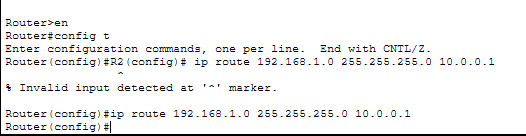 Router>en
Router#config t
Enter configuration commands, one per line.  End with CNTL/Z.
Router(config)#R2(config)# ip route 192.168.1.0 255.255.255.0 10.0.0.1
^
% Invalid input detected at '^' marker.
Router(config)#ip route 192.168.1.0 255.255.255.0 10.0.0.1
Router(config)#